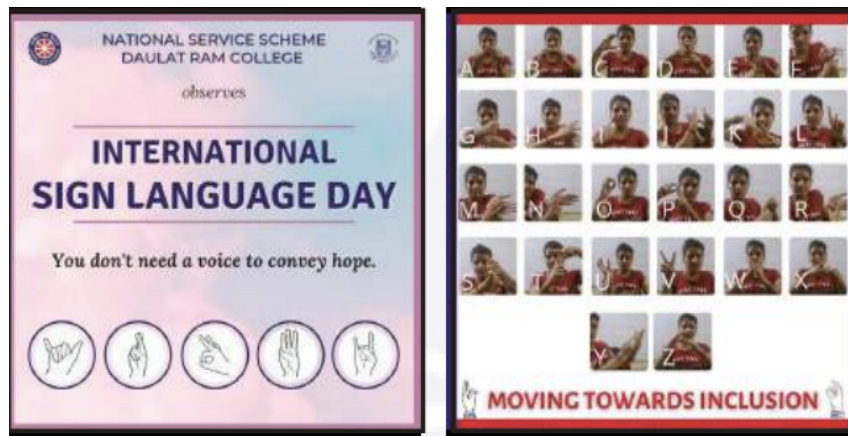 NATIONAL SERVICE SCHEME
DAULAT RAM COLLEGE
observes
INTERNATIONAL
SIGN LANGUAGE DAY
You don't need a voice to convey hope.
A B C D E F
G H I J K L
M N O P Q R
S T U V W X
Y Z
MOVING TOWARDS INCLUSION